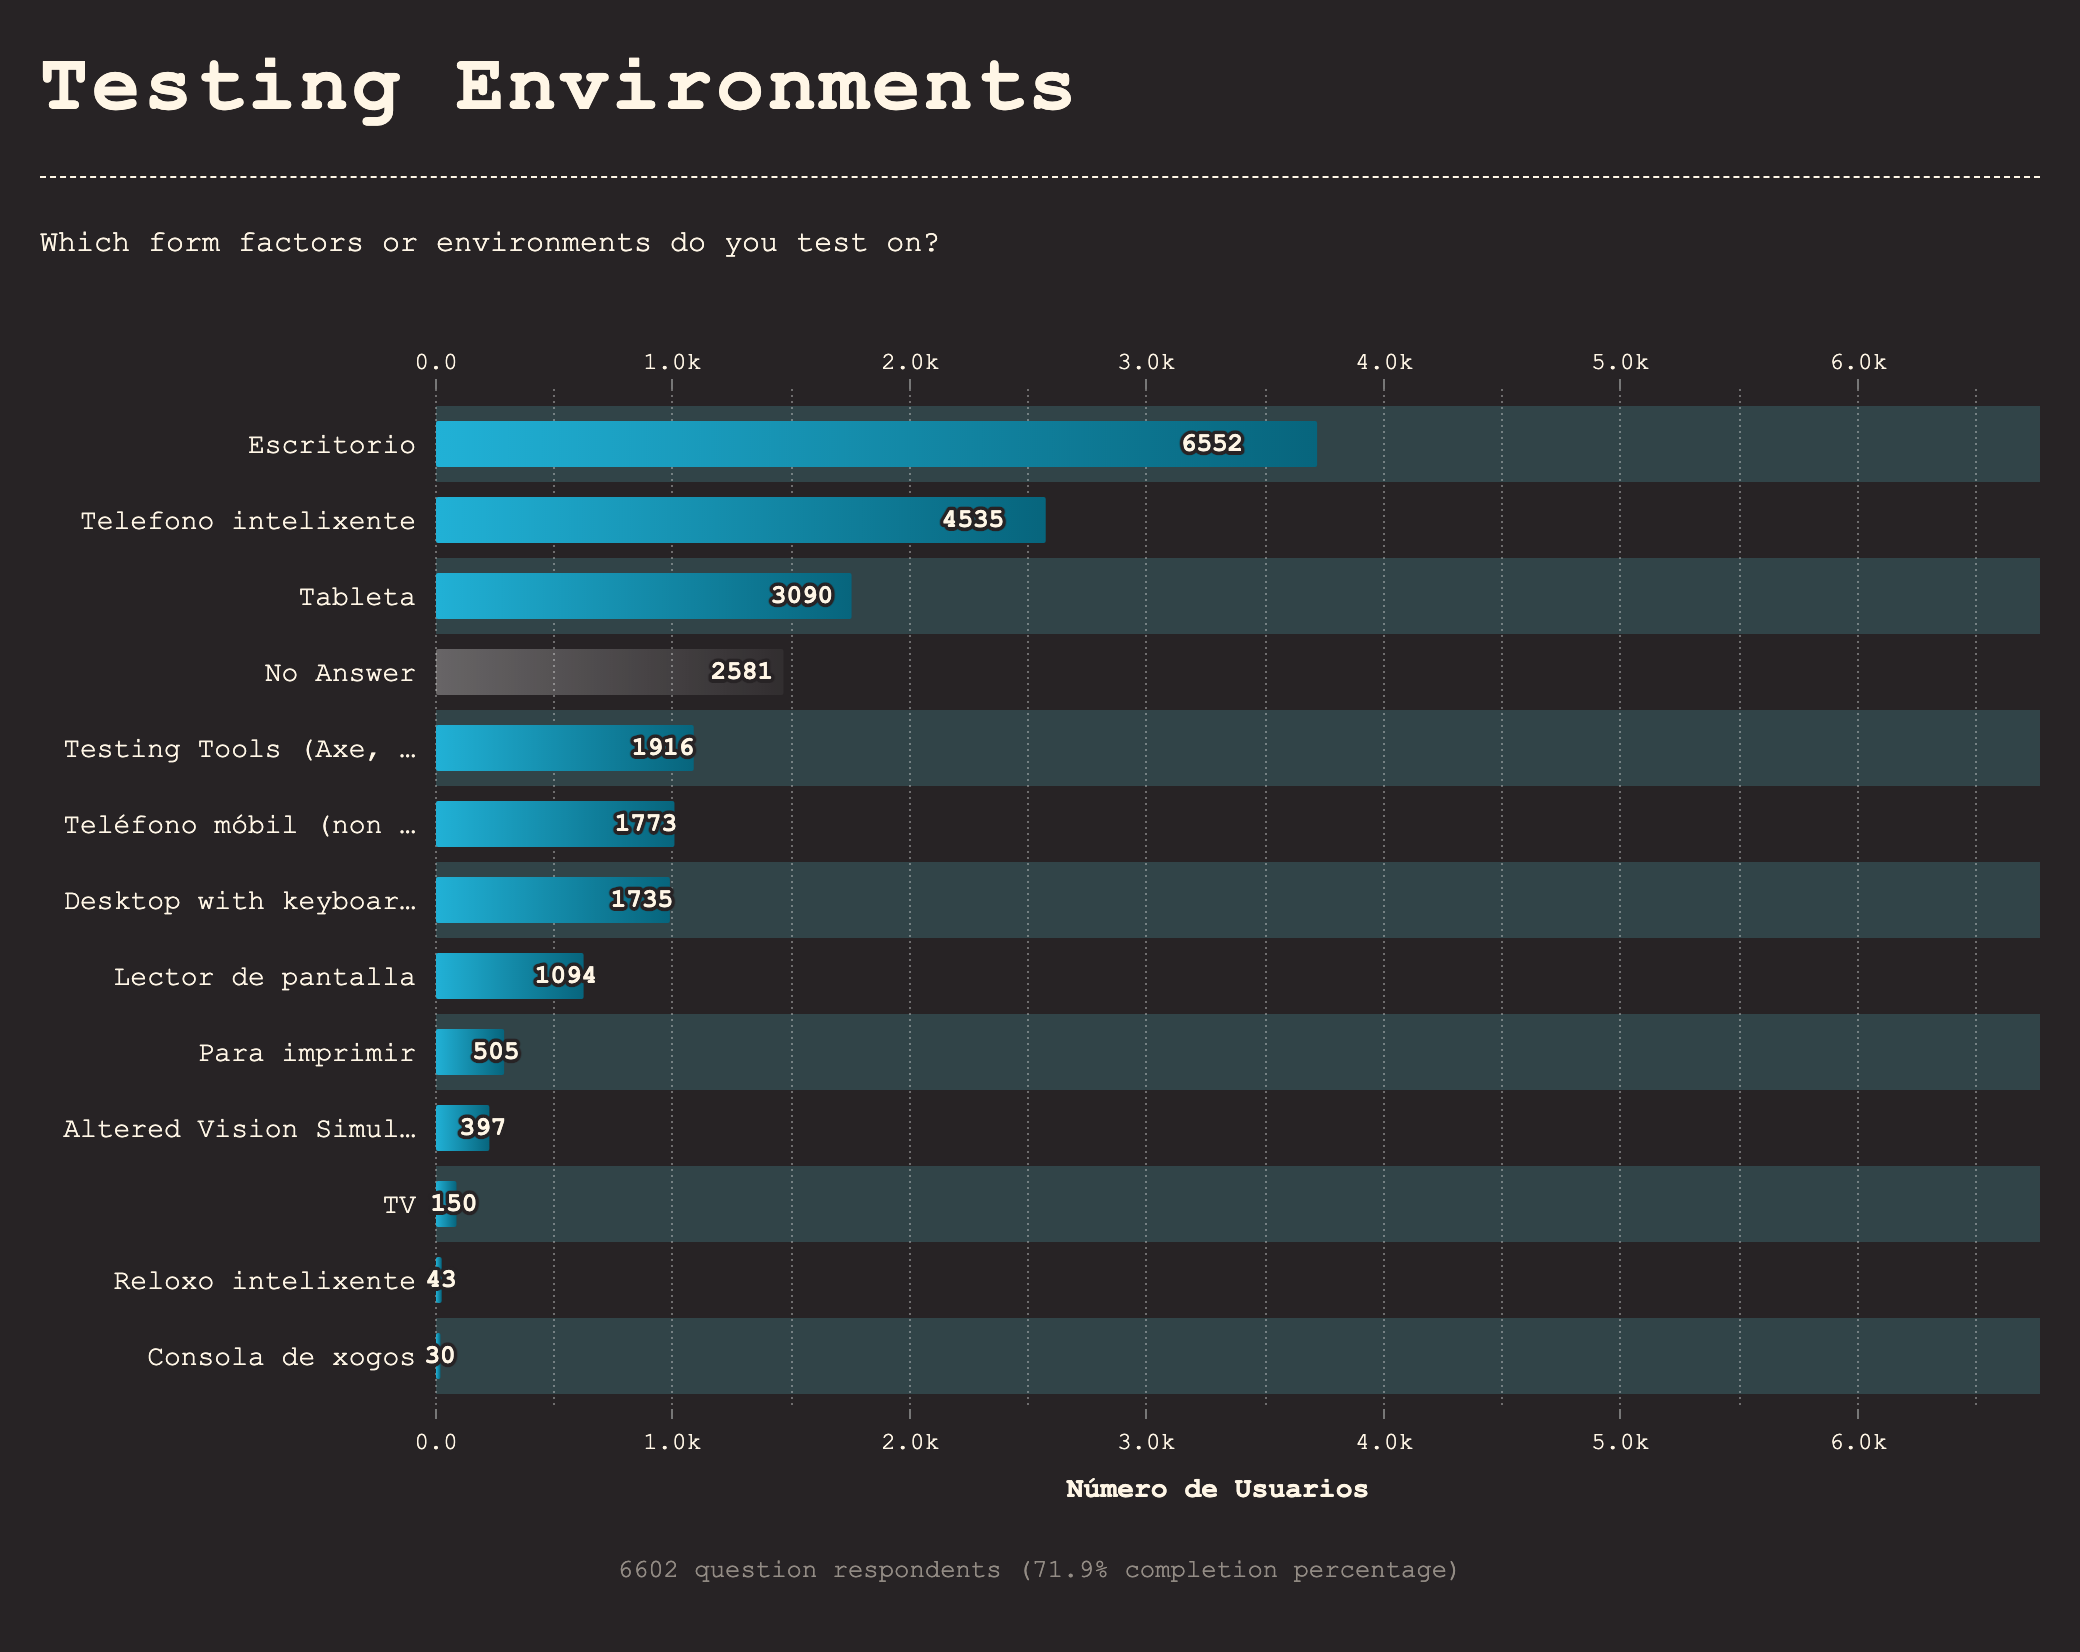 Testing Environments
Which form factors or environments do you test on?
0.0 1.0k 2.0k 3.0k 4.0k 5.0k 6.0k
Escritorio 6552
Telefono intelixente 4535
Tableta 3090
No Answer 2581
Testing Tools (Axe, … 1916
Teléfono móbil (non … 1773
Desktop with keyboar… 1735
Lector de pantalla 1094
Para imprimir 505
Altered Vision Simul… 397
TV 150
Reloxo intelixente 43
Consola de xogos 30
0.0 1.0k 2.0k 3.0k 4.0k 5.0k 6.0k
Número de Usuarios
6602 question respondents (71.9% completion percentage)